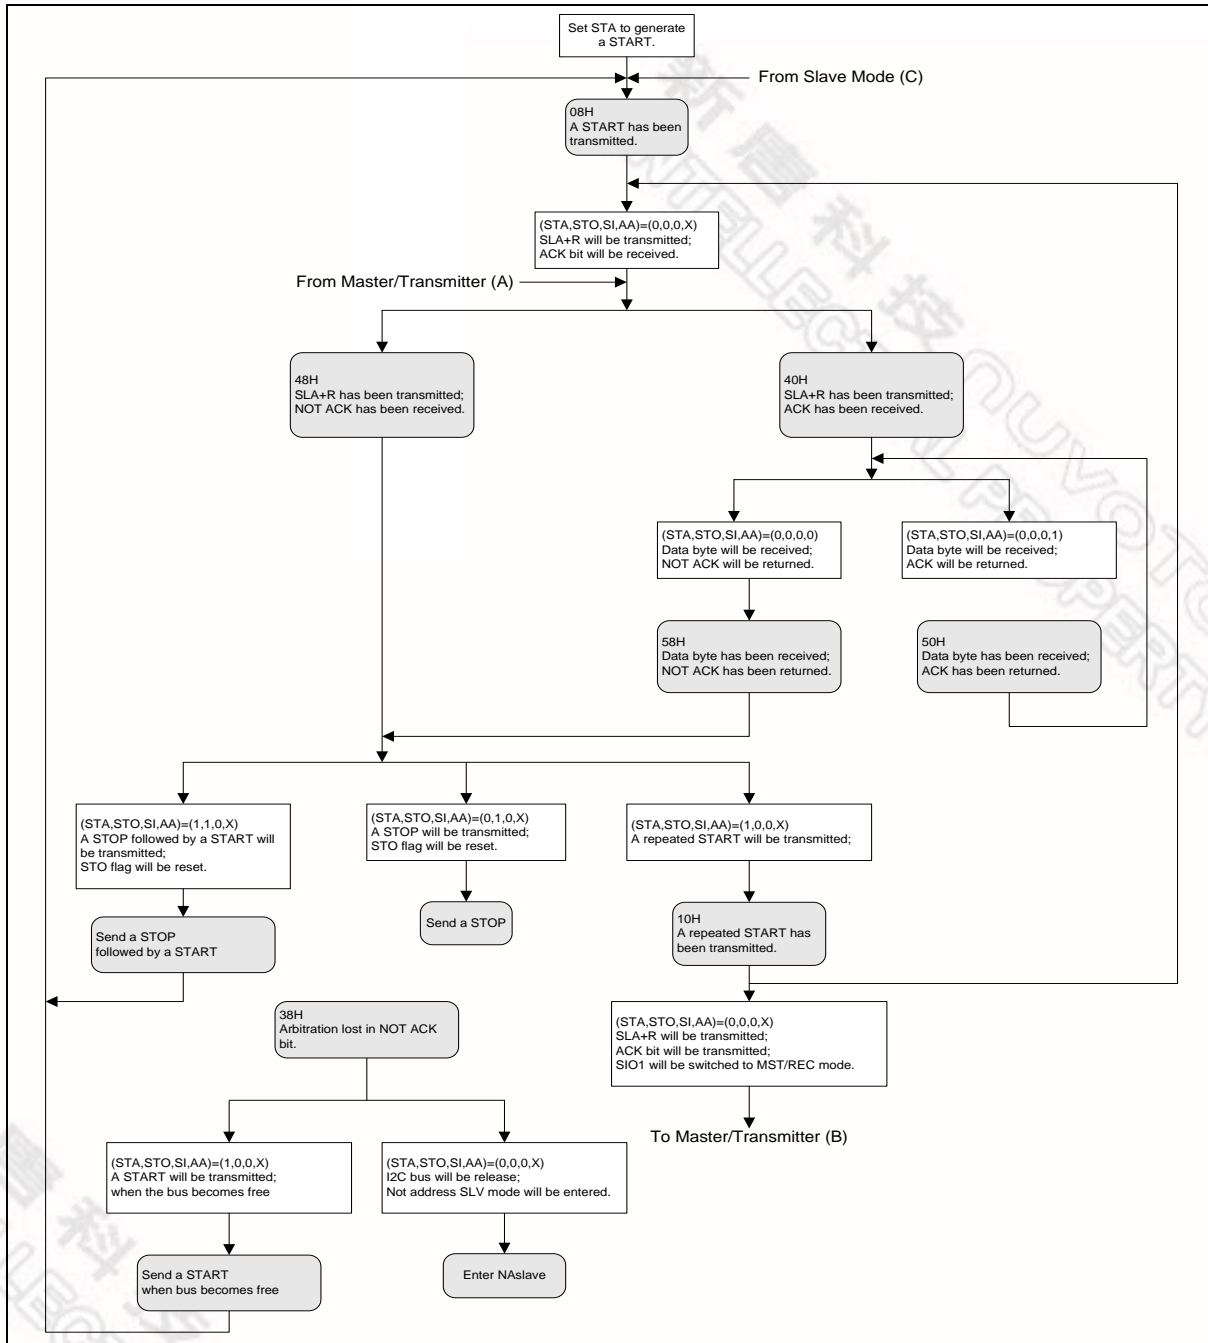 Set STA to generate
a START.
From Slave Mode (C)
08H
A START has been
transmitted.
(STA,STO,SI,AA)=(0,0,0,X)
SLA+R will be transmitted;
ACK bit will be received.
From Master/Transmitter (A)
48H
SLA+R has been transmitted;
NOT ACK has been received.
40H
SLA+R has been transmitted;
ACK has been received.
(STA,STO,SI,AA)=(0,0,0,0)
Data byte will be received;
NOT ACK will be returned.
(STA,STO,SI,AA)=(0,0,0,1)
Data byte will be received;
ACK will be returned.
58H
Data byte has been received;
NOT ACK has been returned.
50H
Data byte has been received;
ACK has been returned.
(STA,STO,SI,AA)=(1,1,0,X)
A STOP followed by a START will
be transmitted;
STO flag will be reset.
(STA,STO,SI,AA)=(0,1,0,X)
A STOP will be transmitted;
STO flag will be reset.
(STA,STO,SI,AA)=(1,0,0,X)
A repeated START will be transmitted;
Send a STOP
followed by a START
Send a STOP
10H
A repeated START has
been transmitted.
38H
Arbitration lost in NOT ACK
bit.
(STA,STO,SI,AA)=(0,0,0,X)
SLA+R will be transmitted;
ACK bit will be transmitted;
SIO1 will be switched to MST/REC mode.
To Master/Transmitter (B)
(STA,STO,SI,AA)=(1,0,0,X)
A START will be transmitted;
when the bus becomes free
(STA,STO,SI,AA)=(0,0,0,X)
I2C bus will be release;
Not address SLV mode will be entered.
Send a START
when bus becomes free
Enter NAslave
新唐科技 NUVOTO
INTELLECTUAL PROPERTY
唐科技